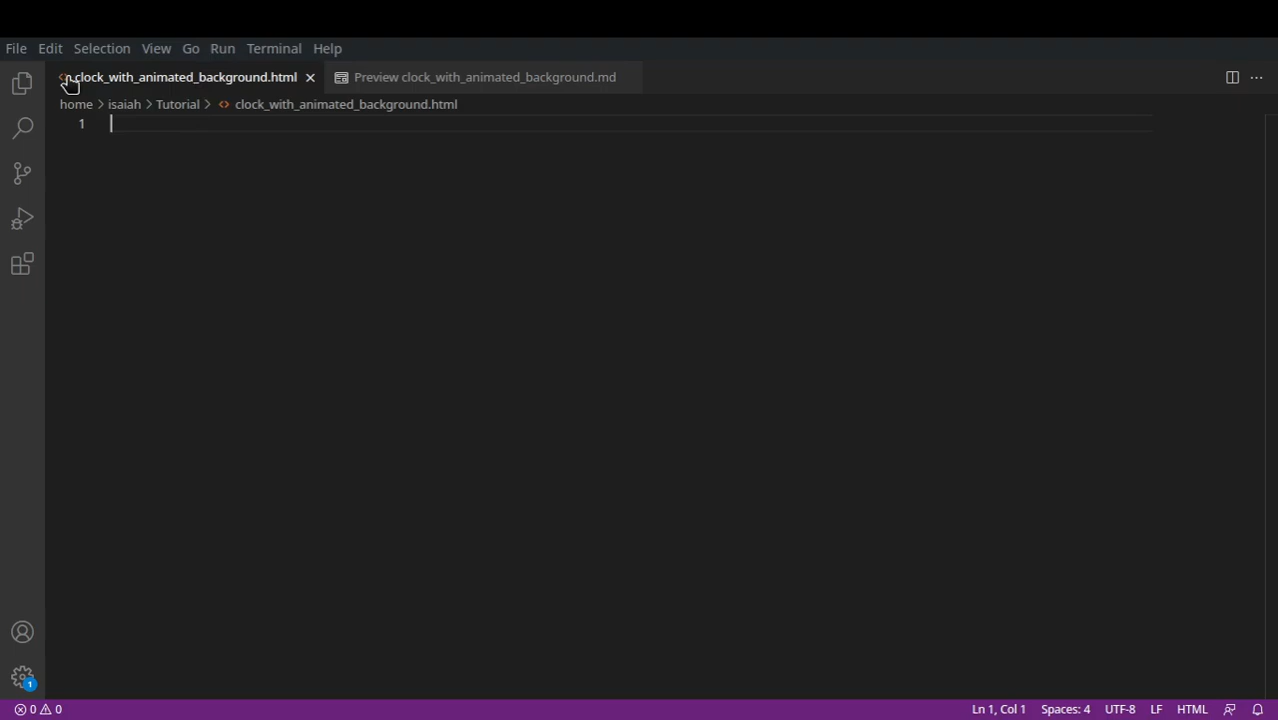 File Edit Selection View Go Run Terminal Help
clock_with_animated_background.html Preview clock_with_animated_background.md
home > isaiah > Tutorial > clock_with_animated_background.html
1
1
0 0 Ln 1, Col 1 Spaces: 4 UTF-8 LF HTML